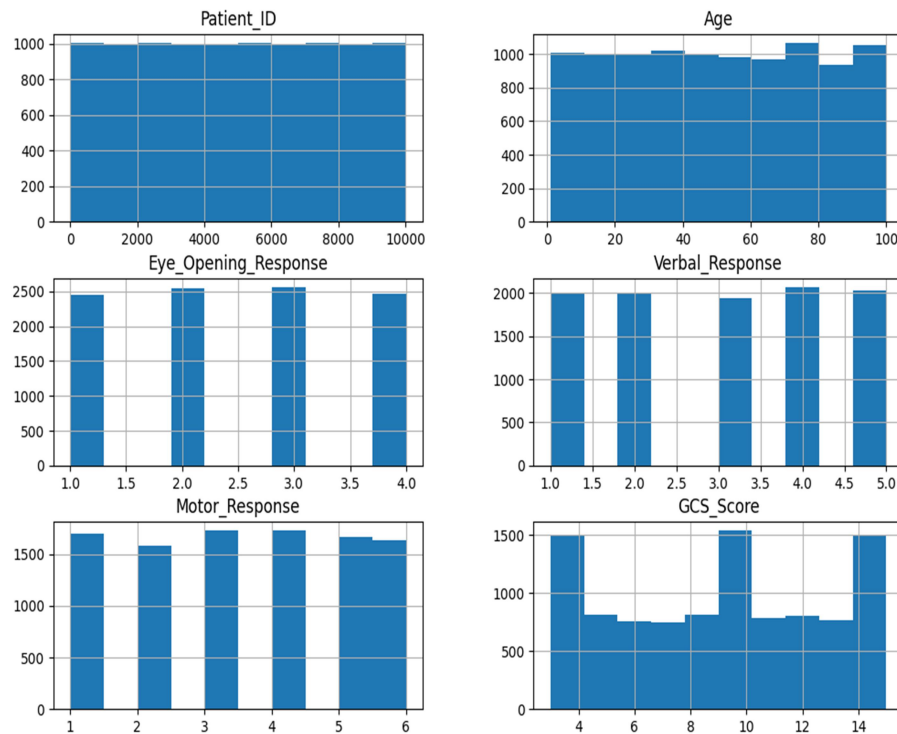 Patient_ID
1000
800
600
400
200
0
0 2000 4000 6000 8000 10000
Age
1000
800
600
400
200
0
0 20 40 60 80 100
Eye_Opening_Response
2500
2000
1500
1000
500
0
1.0 1.5 2.0 2.5 3.0 3.5 4.0
Verbal_Response
2000
1500
1000
500
0
1.0 1.5 2.0 2.5 3.0 3.5 4.0 4.5 5.0
Motor_Response
1500
1000
500
0
1 2 3 4 5 6
GCS_Score
1500
1000
500
0
4 6 8 10 12 14